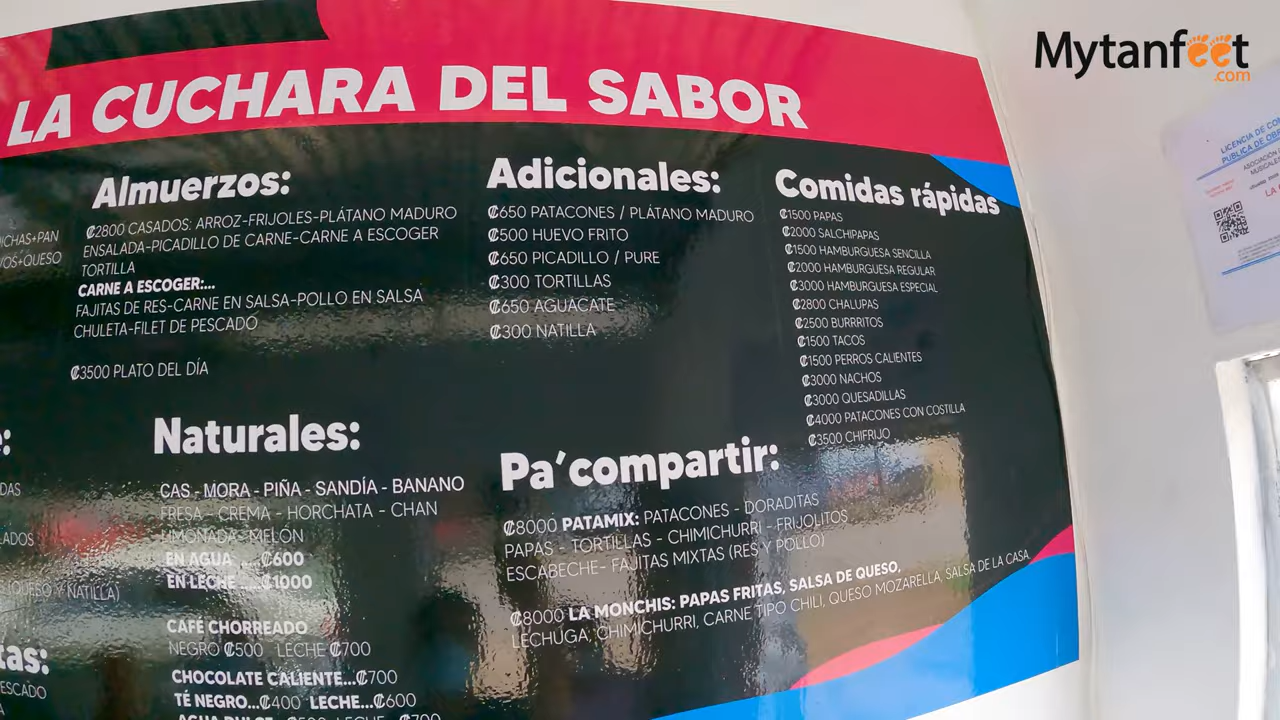 Mytanfeet
.com
LA CUCHARA DEL SABOR
Almuerzos:
₡2800 CASADOS: ARROZ-FRIJOLES-PLÁTANO MADURO
ENSALADA-PICADILLO DE CARNE-CARNE A ESCOGER
TORTILLA
CARNE A ESCOGER:...
FAJITAS DE RES-CARNE EN SALSA-POLLO EN SALSA
CHULETA-FILET DE PESCADO
₡3500 PLATO DEL DÍA
Adicionales:
₡650 PATACONES / PLÁTANO MADURO
₡500 HUEVO FRITO
₡650 PICADILLO / PURE
₡300 TORTILLAS
₡650 AGUACATE
₡300 NATILLA
Comidas rápidas
₡1500 PAPAS
₡2000 SALCHIPAPAS
₡1500 HAMBURGUESA SENCILLA
₡2000 HAMBURGUESA REGULAR
₡3000 HAMBURGUESA ESPECIAL
₡2800 CHALUPAS
₡2500 BURRRITOS
₡1500 TACOS
₡1500 PERROS CALIENTES
₡3000 NACHOS
₡3000 QUESADILLAS
₡4000 PATACONES CON COSTILLA
₡3500 CHIFRIJO
Naturales:
CAS - MORA - PIÑA - SANDÍA - BANANO
FRESA - CREMA - HORCHATA - CHAN
LIMONADA - MELÓN
EN AGUA .....₡600
EN LECHE .....₡1000
CAFÉ CHORREADO
NEGRO ₡500 LECHE ₡700
CHOCOLATE CALIENTE...₡700
TÉ NEGRO...₡400 LECHE...₡600
Pa´compartir:
₡8000 PATAMIX: PATACONES - DORADITAS
PAPAS - TORTILLAS - CHIMICHURRI - FRIJOLITOS
ESCABECHE- FAJITAS MIXTAS (RES Y POLLO)
₡8000 LA MONCHIS: PAPAS FRITAS, SALSA DE QUESO,
LECHUGA, CHIMICHURRI, CARNE TIPO CHILI, QUESO MOZARELLA, SALSA DE LA CASA
+PAN
+QUESO
(QUESO Y NATILLA)
LICENCIA DE
PÚBLICA DE
ASOCIACIÓN